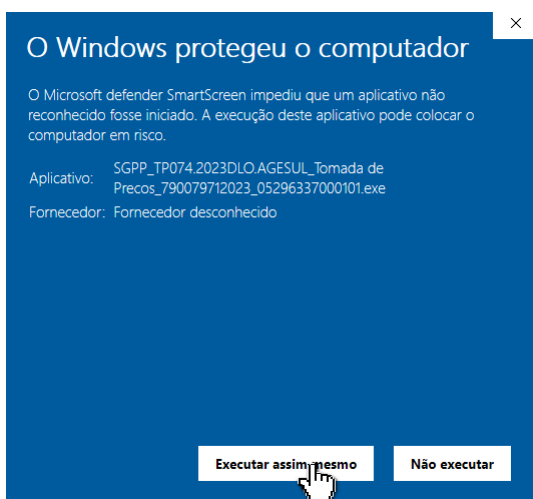 O Windows protegeu o computador
O Microsoft defender SmartScreen impediu que um aplicativo não
reconhecido fosse iniciado. A execução deste aplicativo pode colocar o
computador em risco.
Aplicativo: SGPP_TP074.2023DLO.AGESUL_Tomada de
Precos_790079712023_05296337000101.exe
Fornecedor: Fornecedor desconhecido
Executar assim mesmo Não executar